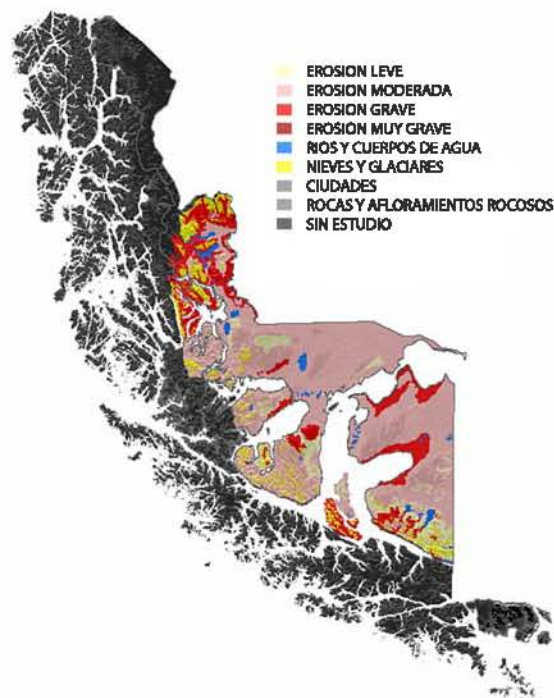 EROSION LEVE
EROSION MODERADA
EROSION GRAVE
EROSION MUY GRAVE
RIOS Y CUERPOS DE AGUA
NIEVES Y GLACIARES
CIUDADES
ROCAS Y AFLORAMIENTOS ROCOSOS
SIN ESTUDIO